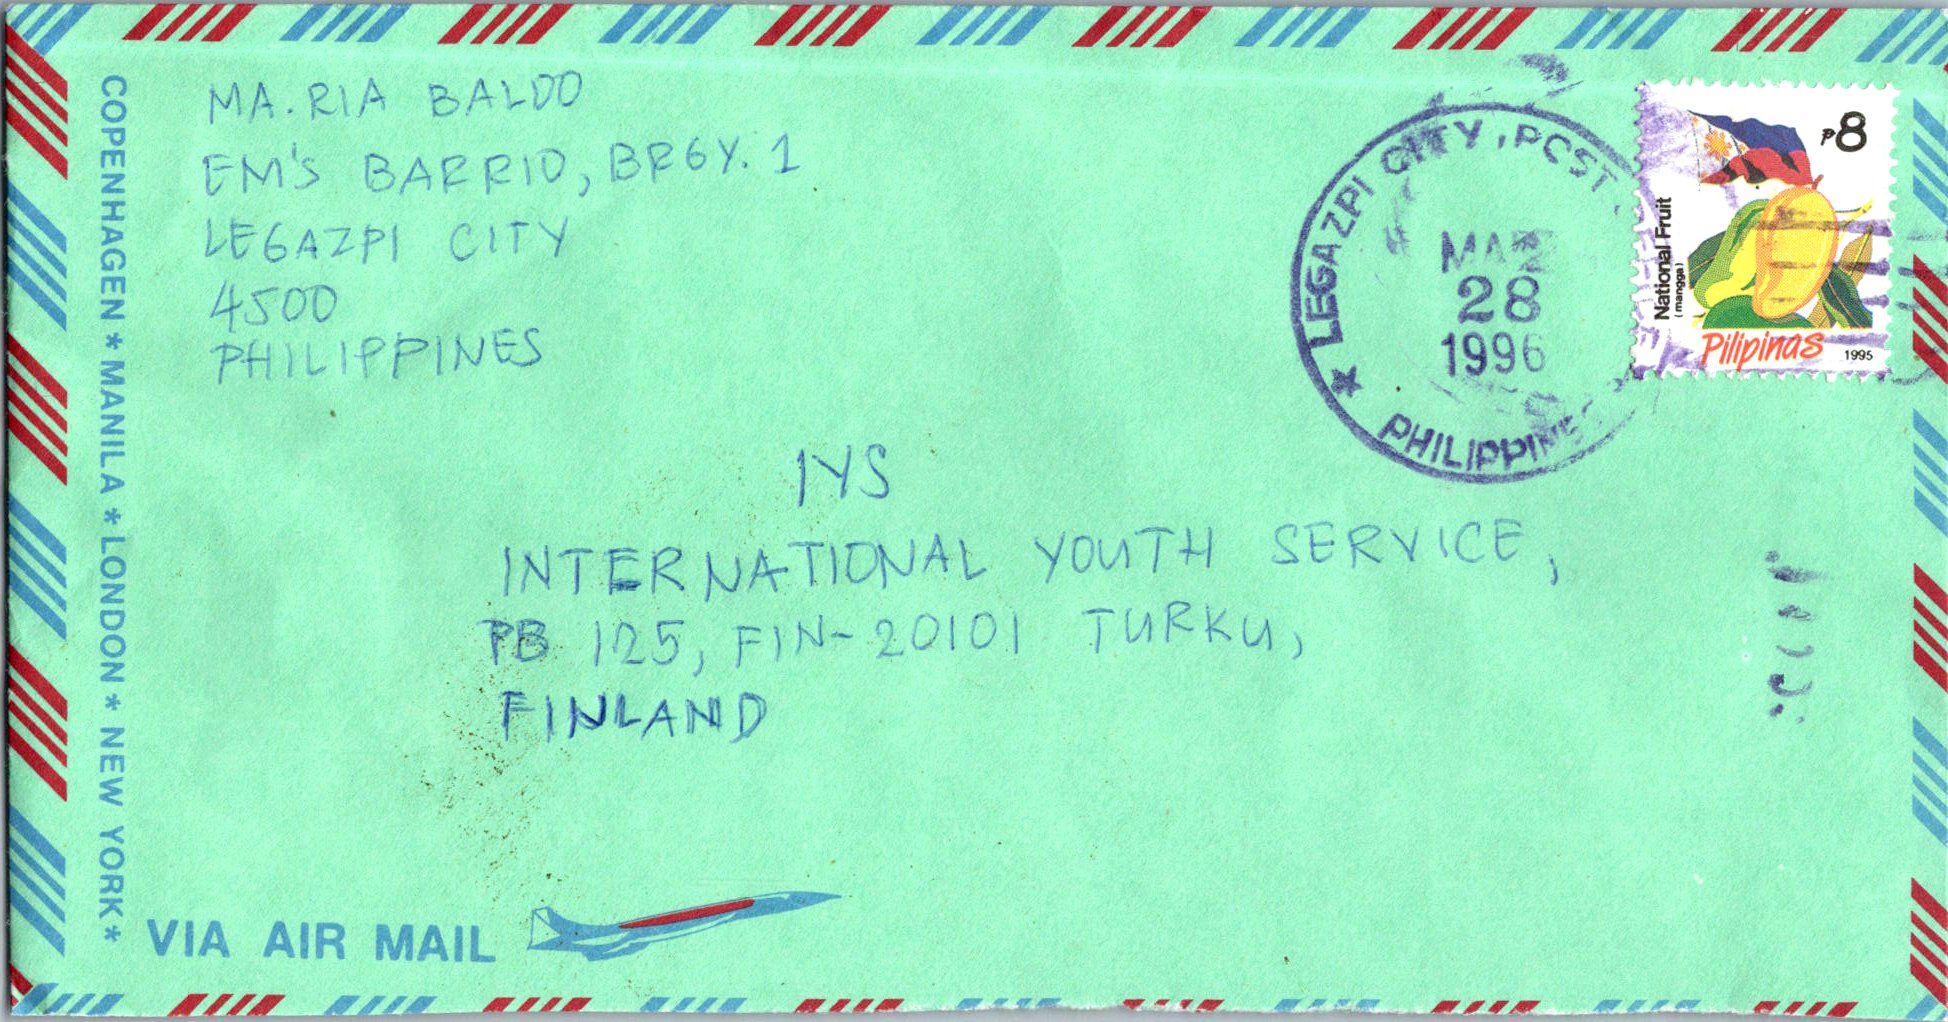 MA.RIA BALDO
EM'S BARRIO, BRGY. 1
LEGAZPI CITY
4500
PHILIPPINES
COPENHAGEN * MANILA * LONDON * NEW YORK *
★ LEGAZPI CITY, POST
MAR
28
1996
PHILIPPINES
₱8
National Fruit
(mangga)
Pilipinas 1995
IYS
INTERNATIONAL YOUTH SERVICE,
PB 125, FIN-20101 TURKU,
FINLAND
VIA AIR MAIL